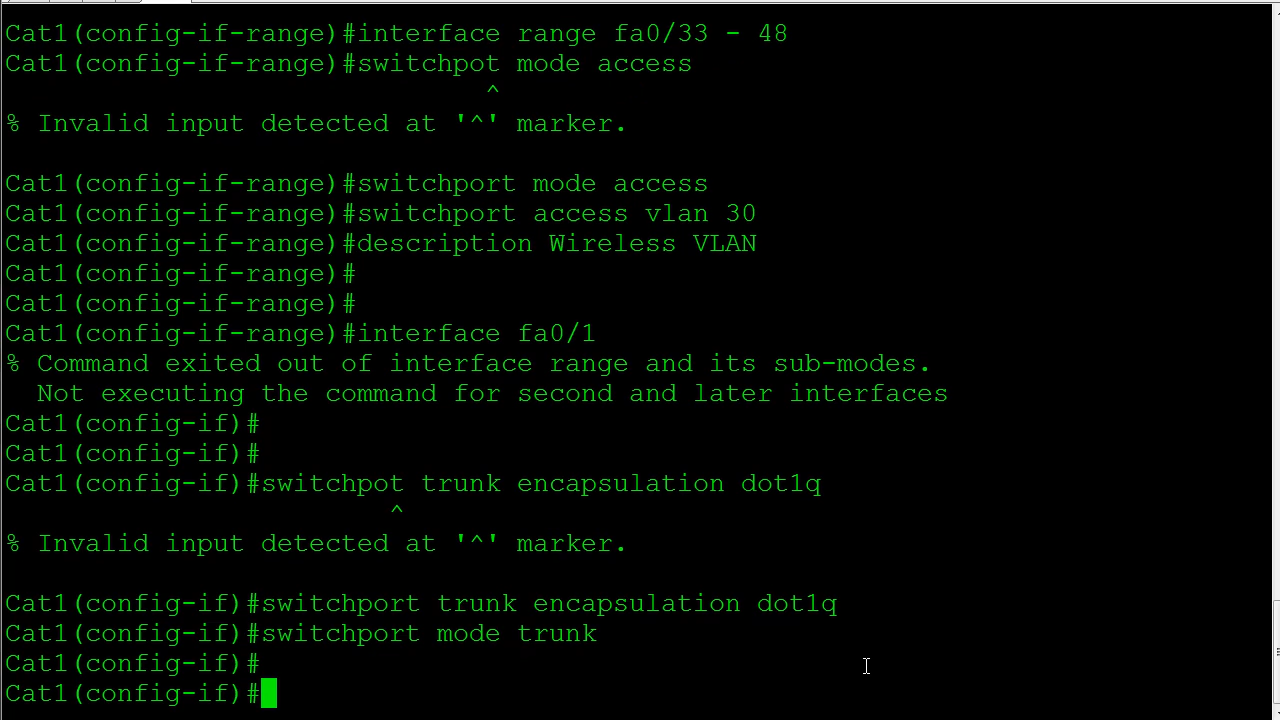 Cat1(config-if-range)#interface range fa0/33 - 48
Cat1(config-if-range)#switchpot mode access
^
% Invalid input detected at '^' marker.
Cat1(config-if-range)#switchport mode access
Cat1(config-if-range)#switchport access vlan 30
Cat1(config-if-range)#description Wireless VLAN
Cat1(config-if-range)#
Cat1(config-if-range)#
Cat1(config-if-range)#interface fa0/1
% Command exited out of interface range and its sub-modes.
Not executing the command for second and later interfaces
Cat1(config-if)#
Cat1(config-if)#
Cat1(config-if)#switchpot trunk encapsulation dot1q
^
% Invalid input detected at '^' marker.
Cat1(config-if)#switchport trunk encapsulation dot1q
Cat1(config-if)#switchport mode trunk
Cat1(config-if)#
Cat1(config-if)#